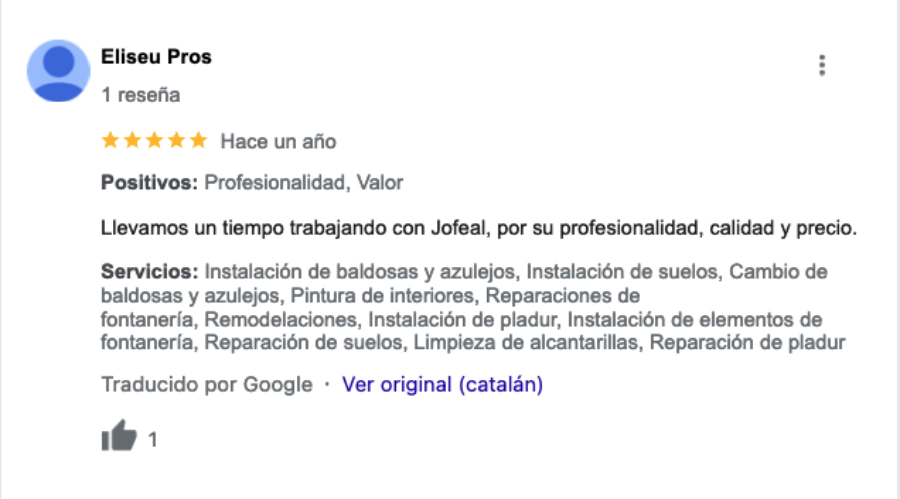 Eliseu Pros
1 reseña
Hace un año
Positivos: Profesionalidad, Valor
Llevamos un tiempo trabajando con Jofeal, por su profesionalidad, calidad y precio.
Servicios: Instalación de baldosas y azulejos, Instalación de suelos, Cambio de
baldosas y azulejos, Pintura de interiores, Reparaciones de
fontanería, Remodelaciones, Instalación de pladur, Instalación de elementos de
fontanería, Reparación de suelos, Limpieza de alcantarillas, Reparación de pladur
Traducido por Google · Ver original (catalán)
1